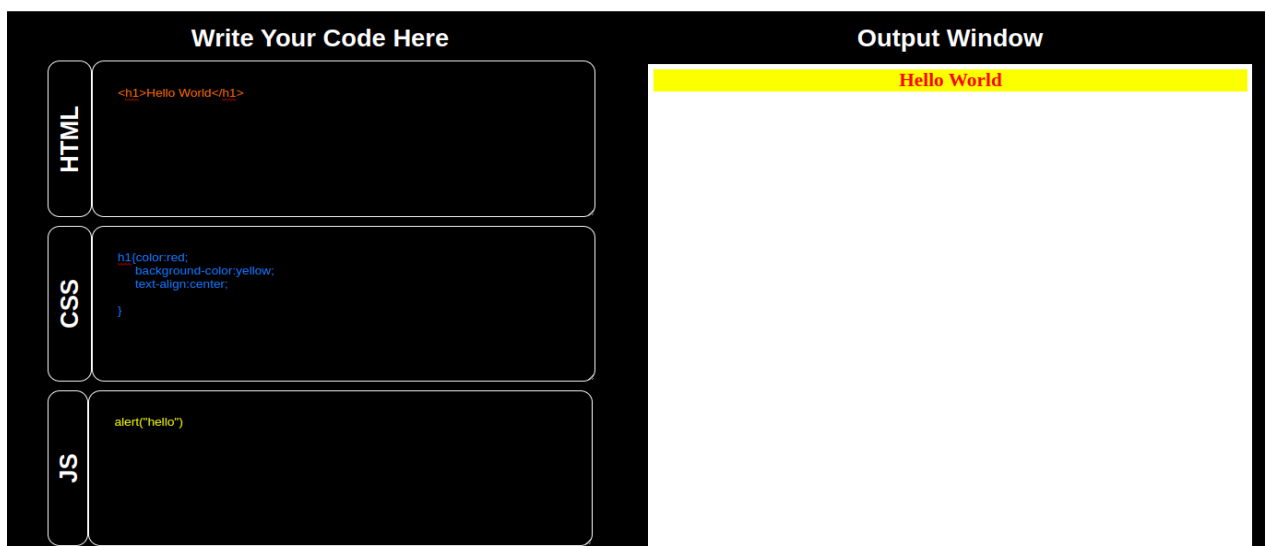 Write Your Code Here
HTML
<h1>Hello World</h1>
CSS
h1{color:red;
background-color:yellow;
text-align:center;
}
JS
alert("hello")
Output Window
Hello World